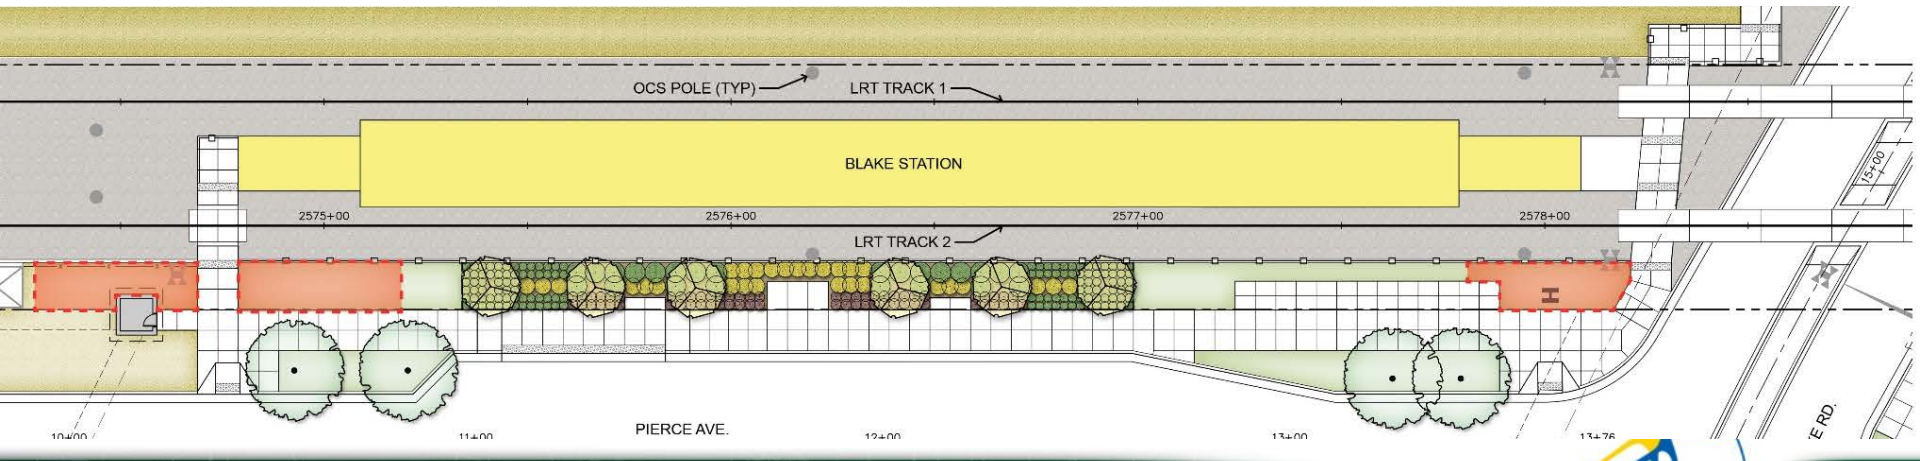 OCS POLE (TYP)
LRT TRACK 1
BLAKE STATION
15+00
2575+00
2576+00
2577+00
2578+00
LRT TRACK 2
H
PIERCE AVE.
10+00
11+00
12+00
13+00
13+76
E RD.